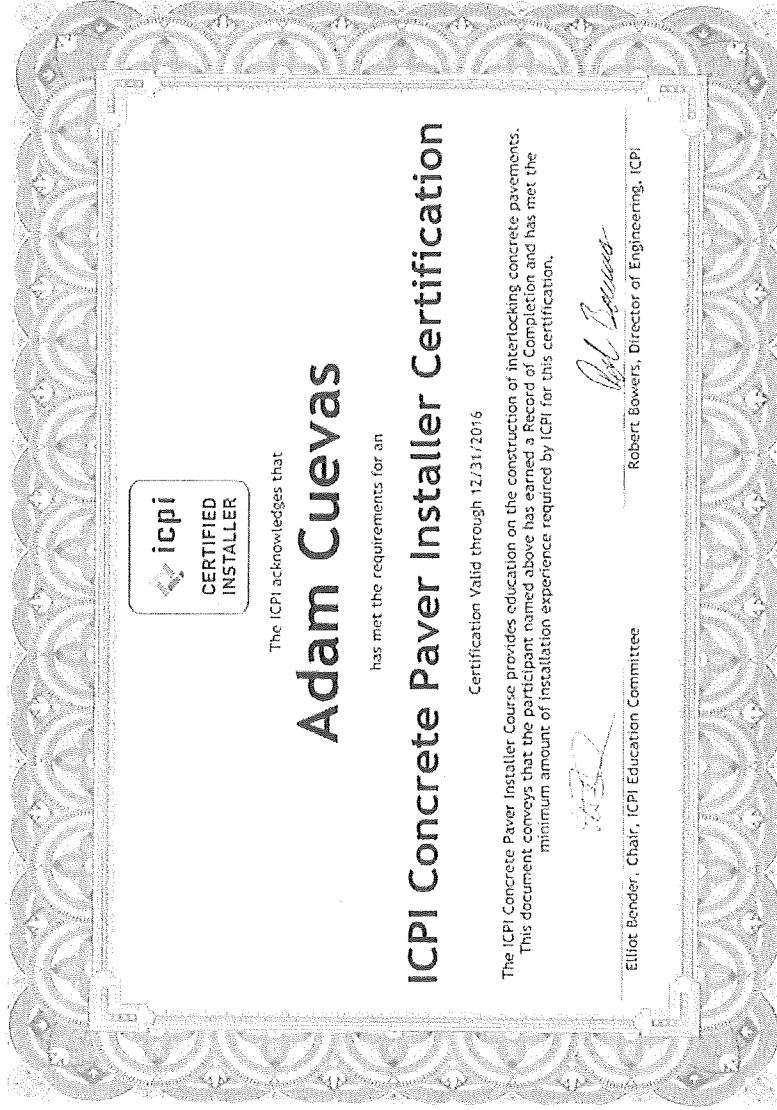 icpi
CERTIFIED
INSTALLER
The ICPI acknowledges that
Adam Cuevas
has met the requirements for an
ICPI Concrete Paver Installer Certification
Certification Valid through 12/31/2016
The ICPI Concrete Paver Installer Course provides education on the construction of interlocking concrete pavements.
This document conveys that the participant named above has earned a Record of Completion and has met the
minimum amount of installation experience required by ICPI for this certification.
Elliot Bender, Chair, ICPI Education Committee
Robert Bowers, Director of Engineering, ICPI